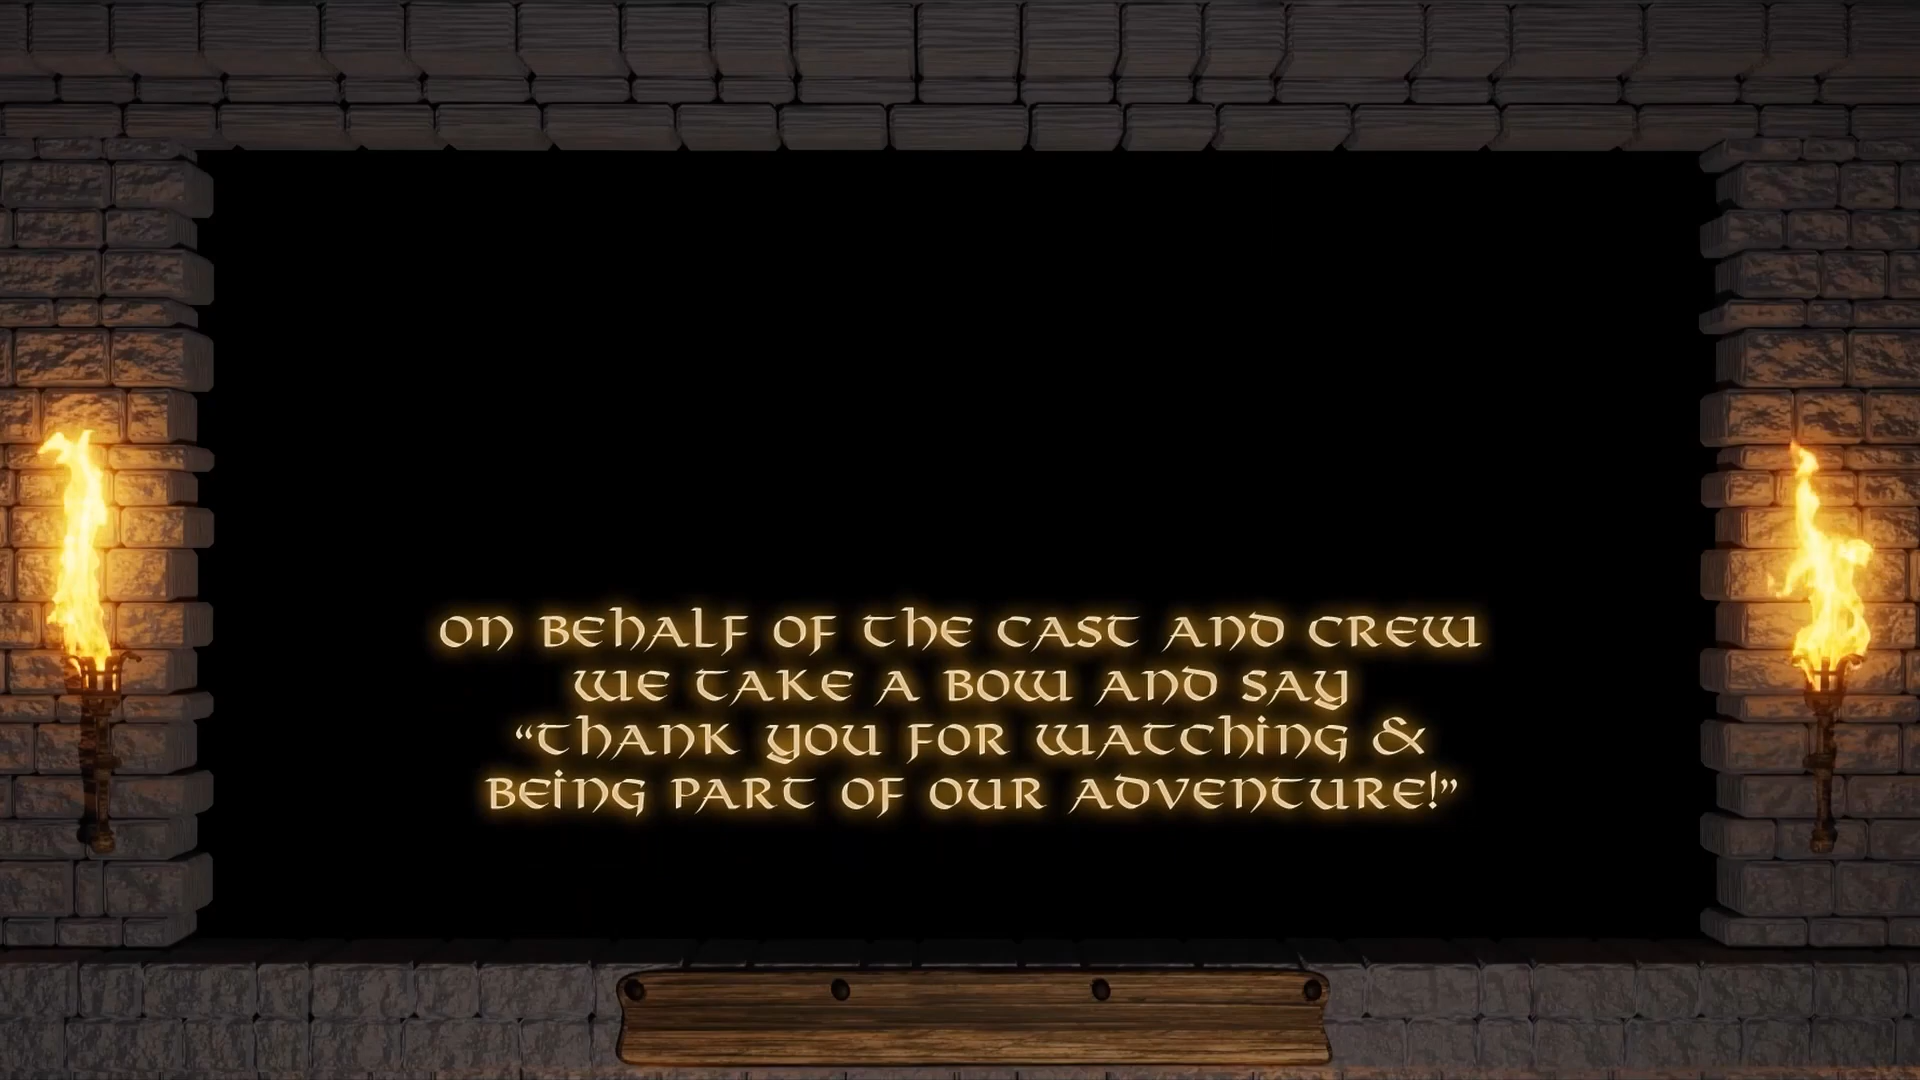 On behalf of the cast and crew
we take a bow and say
“Thank you for watching &
being part of our adventure!”